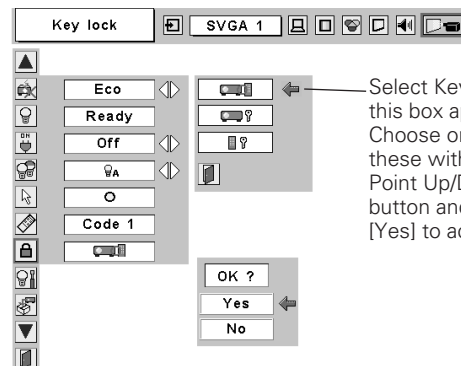 Key lock
SVGA 1
Eco
Ready
ON
Off
A
Code 1
Select Key
this box a
Choose o
these with
Point Up/D
button and
[Yes] to a
OK ?
Yes
No